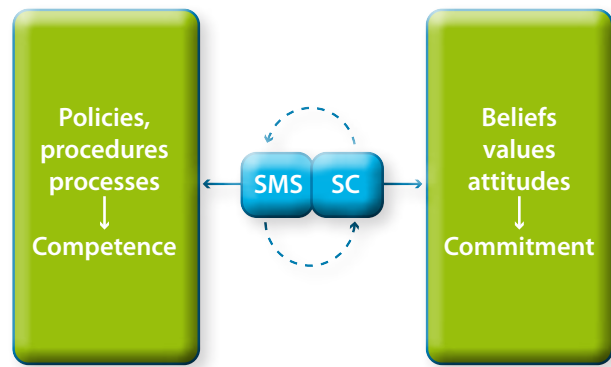 Policies,
procedures
processes
Competence
SMS
SC
Beliefs
values
attitudes
Commitment